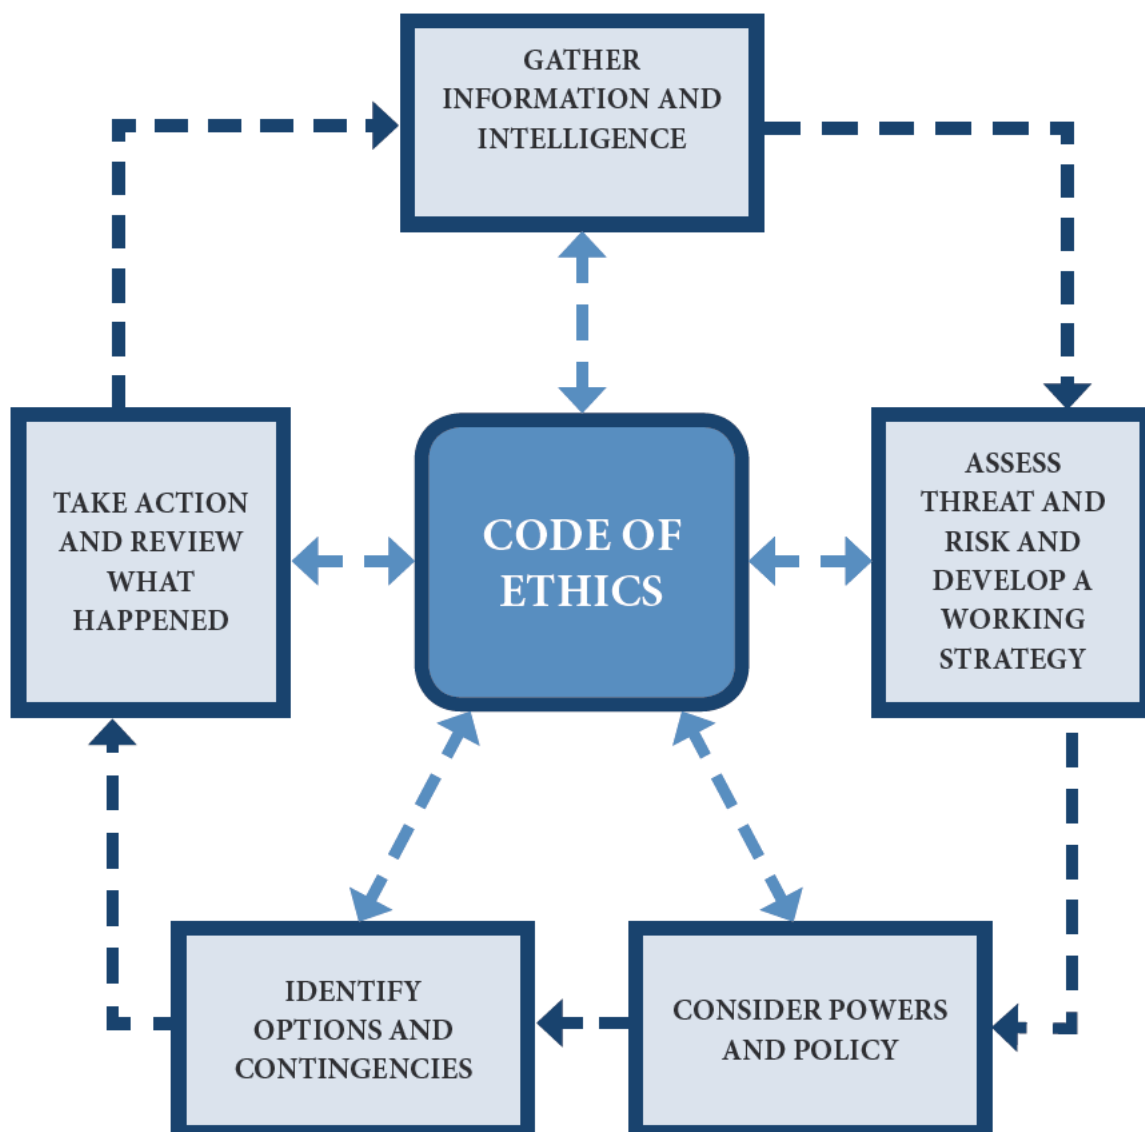 GATHER
INFORMATION AND
INTELLIGENCE
ASSESS
THREAT AND
RISK AND
DEVELOP A
WORKING
STRATEGY
CONSIDER POWERS
AND POLICY
IDENTIFY
OPTIONS AND
CONTINGENCIES
TAKE ACTION
AND REVIEW
WHAT
HAPPENED
CODE OF
ETHICS